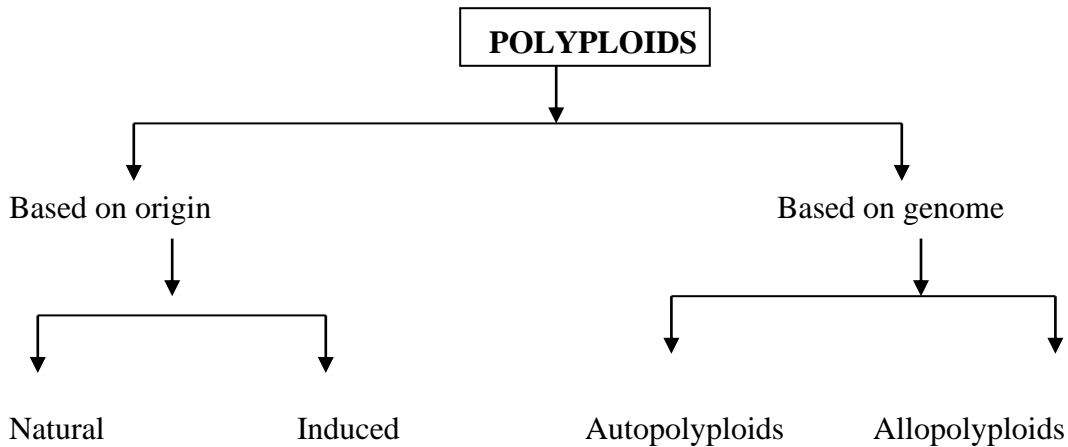 POLYPLOIDS
Based on origin
Based on genome
Natural
Induced
Autopolyploids
Allopolyploids